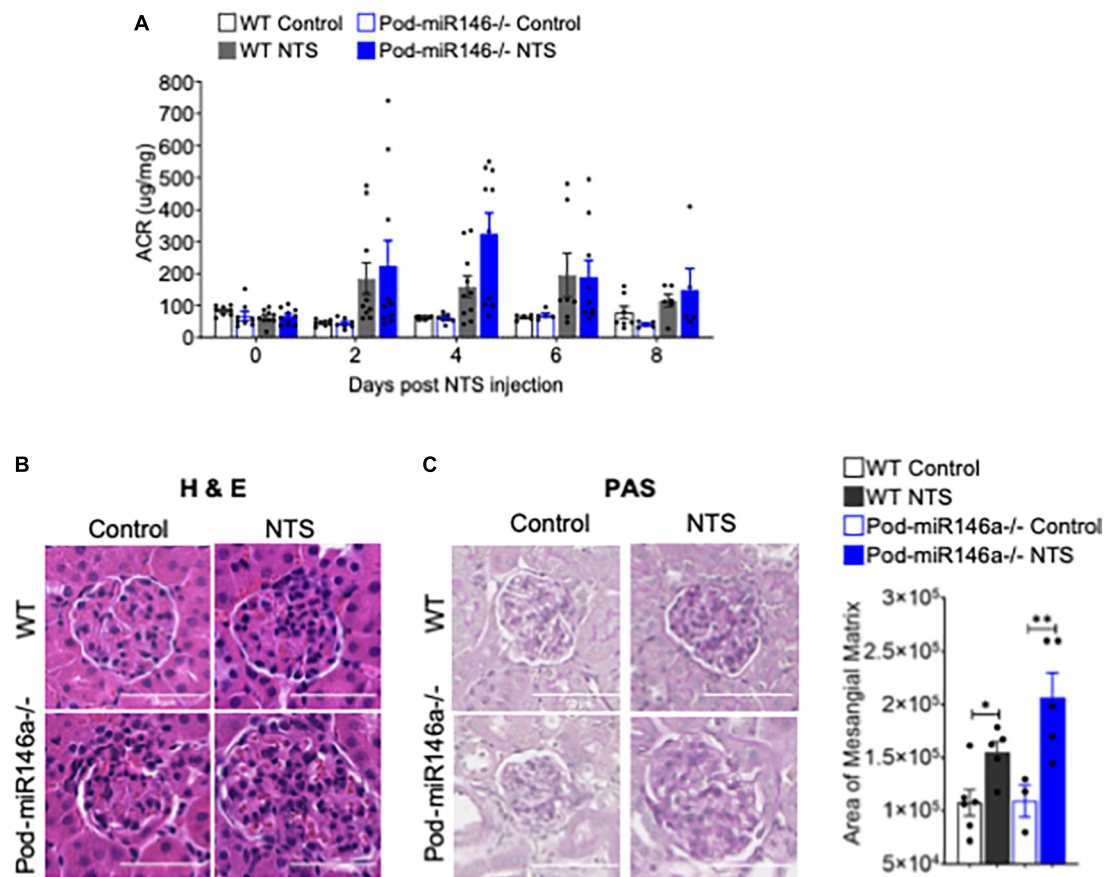 A
WT Control
Pod-miR146-/- Control
WT NTS
Pod-miR146-/- NTS
ACR (ug/mg)
800
700
600
500
400
300
200
100
0
0 2 4 6 8
Days post NTS injection
B
H & E
Control NTS
WT
Pod-miR146a-/-
C
PAS
Control NTS
WT
Pod-miR146a-/-
WT Control
WT NTS
Pod-miR146a-/- Control
Pod-miR146a-/- NTS
Area of Mesangial Matrix
3×10⁵
2.5×10⁵
2×10⁵
1.5×10⁵
1×10⁵
5×10⁴
*
**